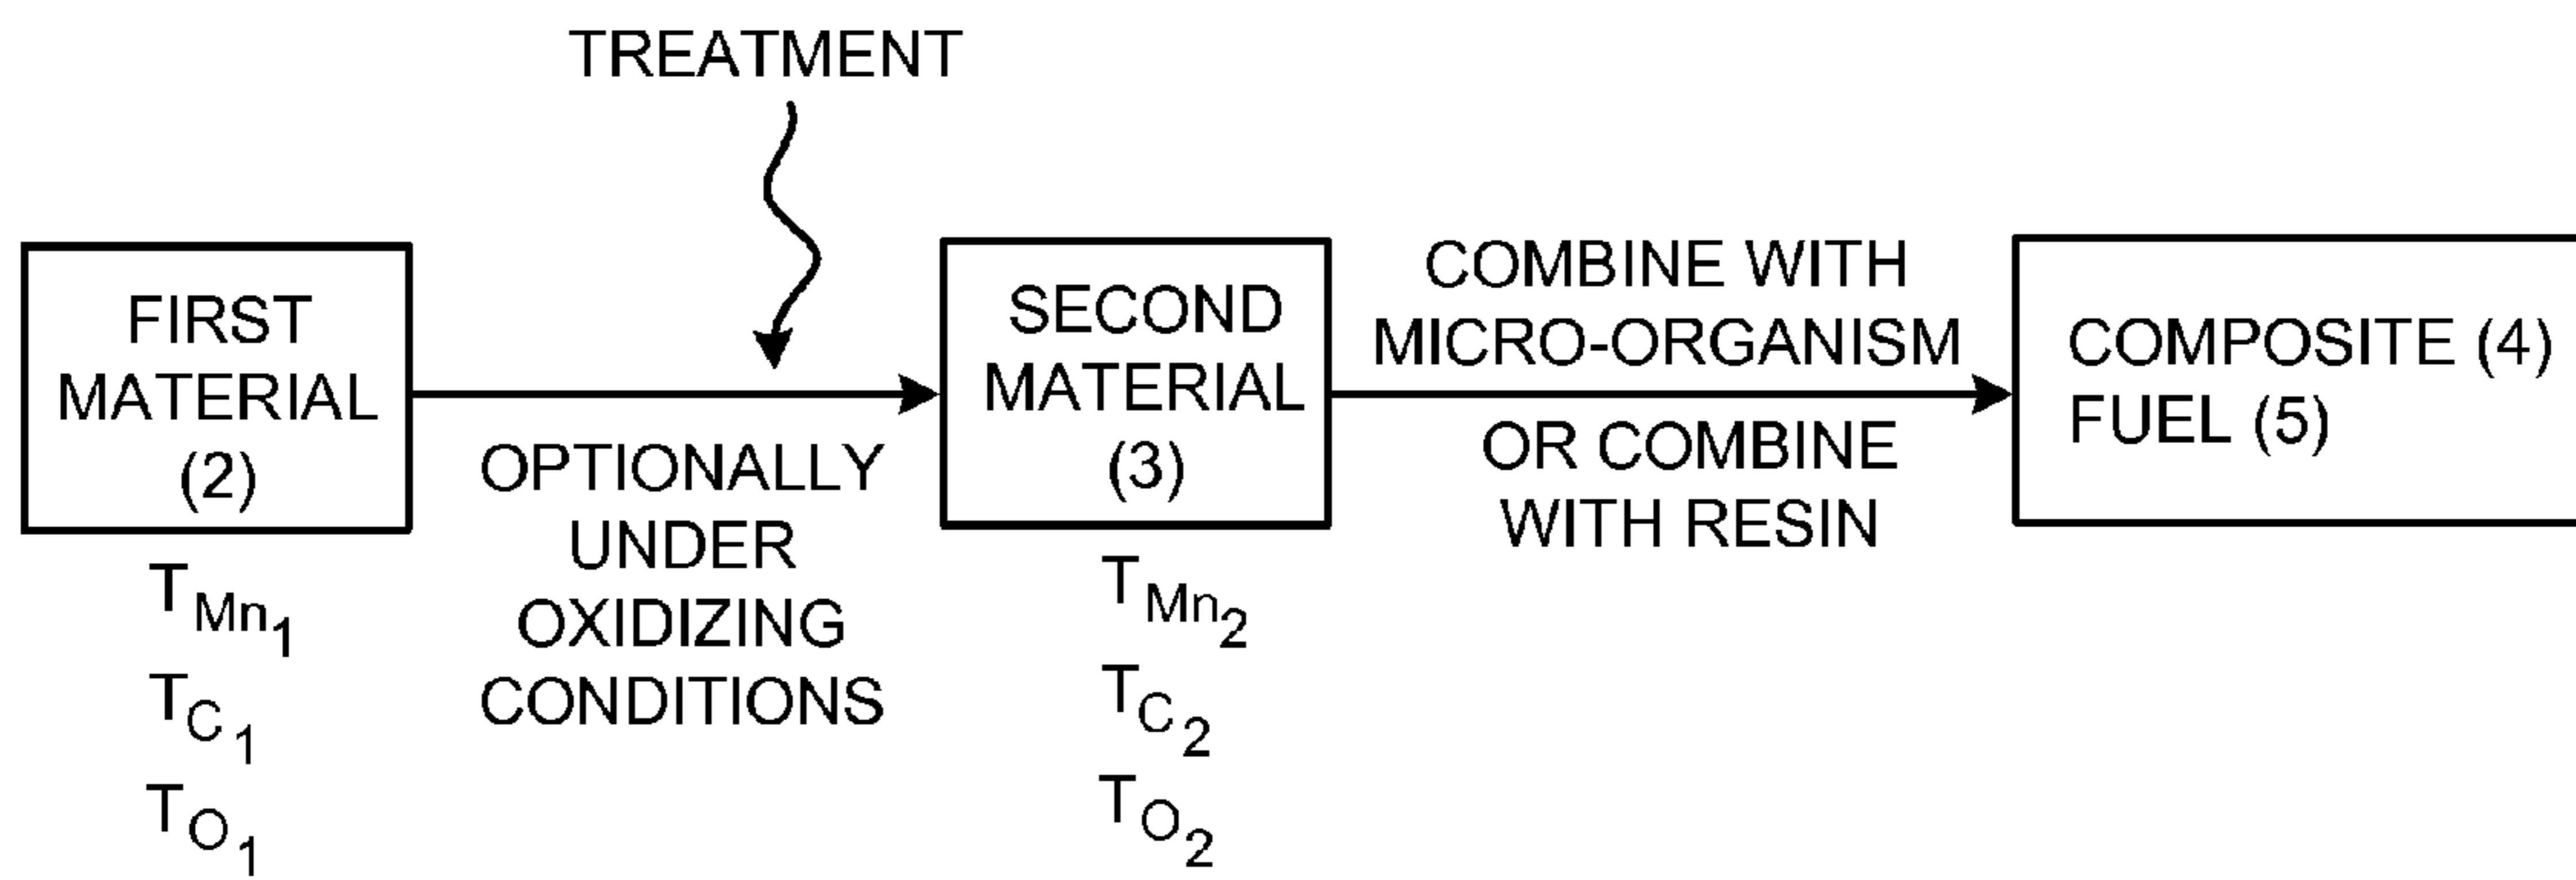 TREATMENT
FIRST
MATERIAL
(2)
OPTIONALLY
UNDER
OXIDIZING
CONDITIONS
SECOND
MATERIAL
(3)
COMBINE WITH
MICRO-ORGANISM
OR COMBINE
WITH RESIN
COMPOSITE (4)
FUEL (5)
TMn1
TC1
TO1
TMn2
TC2
TO2